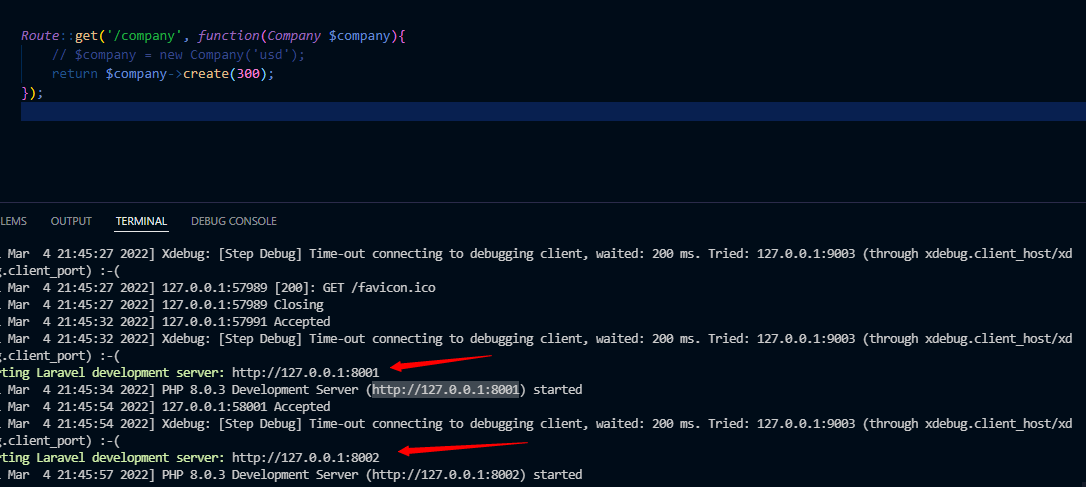 Route::get('/company', function(Company $company){
// $company = new Company('usd');
return $company->create(300);
});
LEMS OUTPUT TERMINAL DEBUG CONSOLE
Mar 4 21:45:27 2022] Xdebug: [Step Debug] Time-out connecting to debugging client, waited: 200 ms. Tried: 127.0.0.1:9003 (through xdebug.client_host/xd
g.client_port) :-(
Mar 4 21:45:27 2022] 127.0.0.1:57989 [200]: GET /favicon.ico
Mar 4 21:45:27 2022] 127.0.0.1:57989 Closing
Mar 4 21:45:32 2022] 127.0.0.1:57991 Accepted
Mar 4 21:45:32 2022] Xdebug: [Step Debug] Time-out connecting to debugging client, waited: 200 ms. Tried: 127.0.0.1:9003 (through xdebug.client_host/xd
g.client_port) :-(
rting Laravel development server: http://127.0.0.1:8001
Mar 4 21:45:34 2022] PHP 8.0.3 Development Server (http://127.0.0.1:8001) started
Mar 4 21:45:54 2022] 127.0.0.1:58001 Accepted
Mar 4 21:45:54 2022] Xdebug: [Step Debug] Time-out connecting to debugging client, waited: 200 ms. Tried: 127.0.0.1:9003 (through xdebug.client_host/xd
g.client_port) :-(
rting Laravel development server: http://127.0.0.1:8002
Mar 4 21:45:57 2022] PHP 8.0.3 Development Server (http://127.0.0.1:8002) started